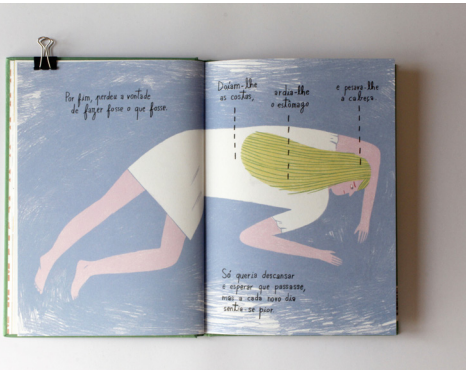 Por fim, perdeu a vontade
de fazer fosse o que fosse.
Doíam-lhe
as costas,
ardia-lhe
o estômago
e pesava-lhe
a cabeça.
Só queria descansar
e esperar que passasse,
mas a cada novo dia
sentia-se pior.